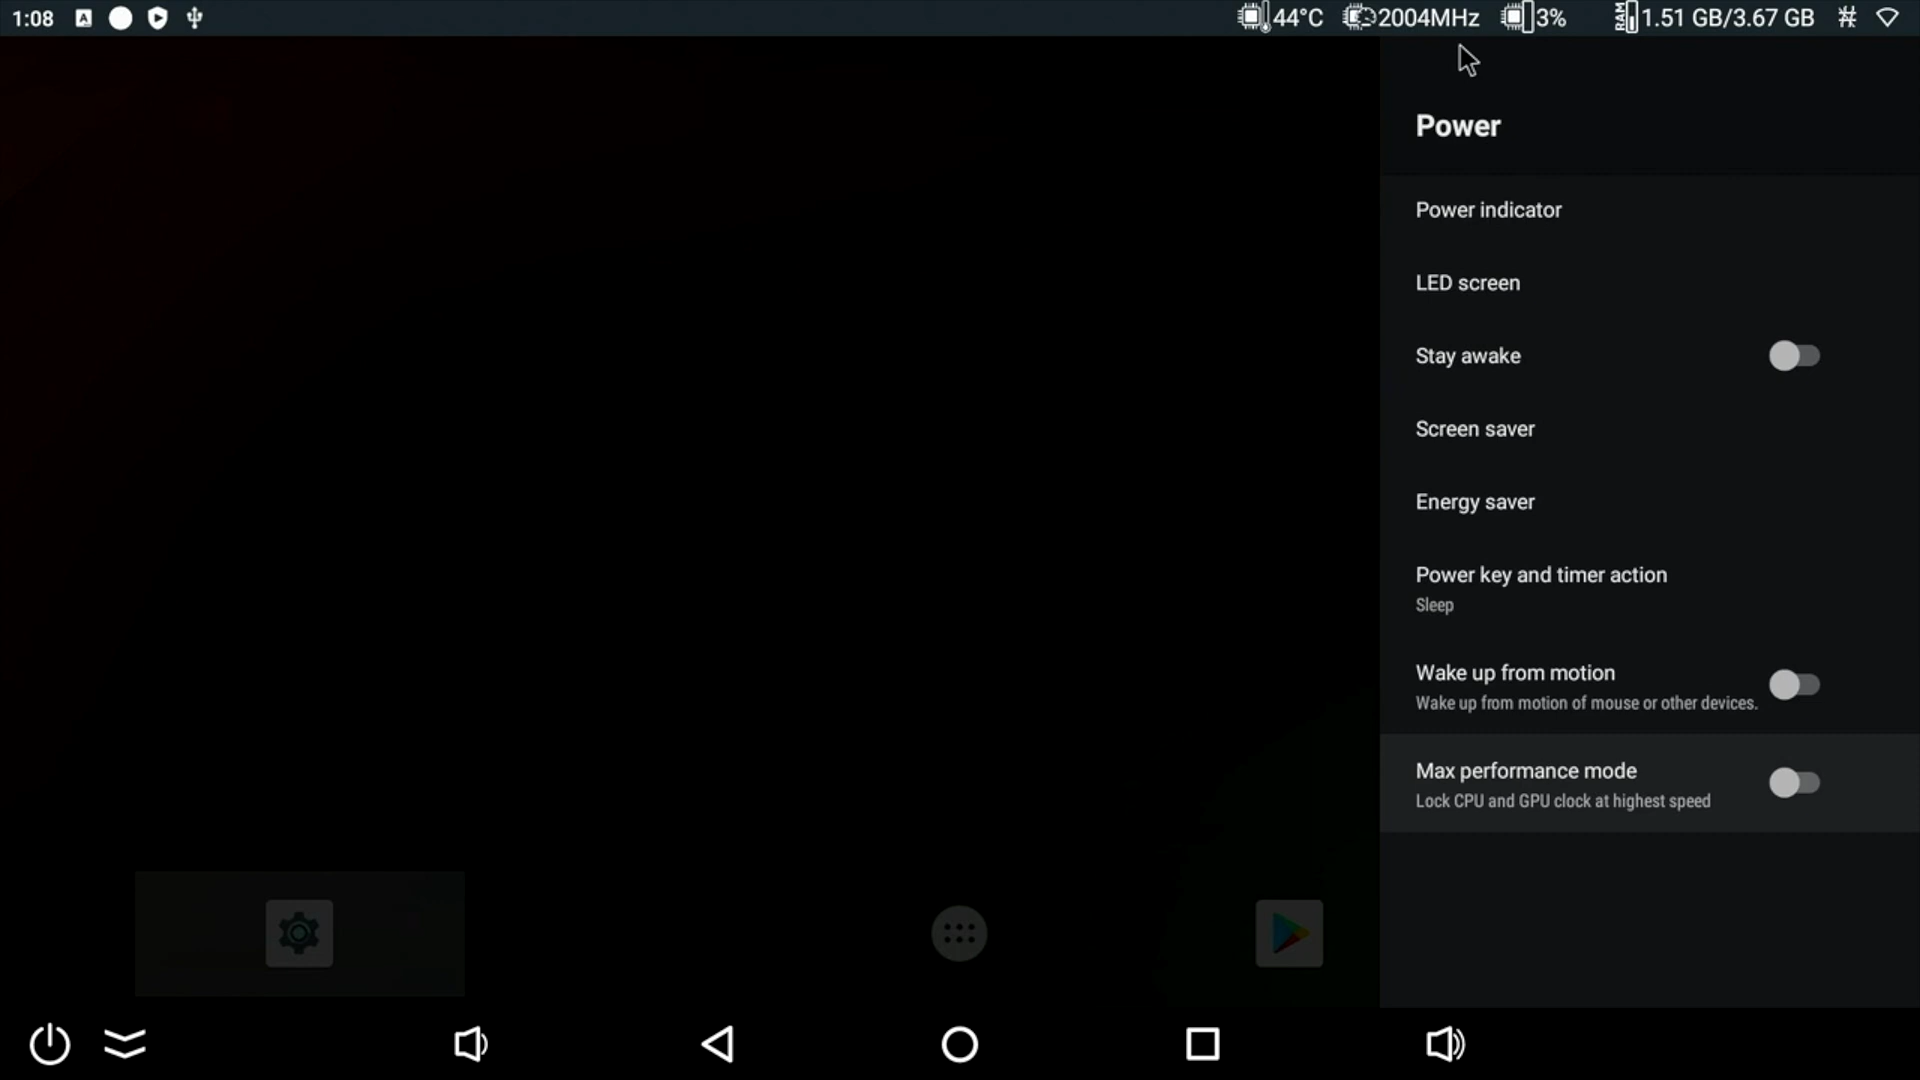 1:08 A 44°C 2004MHz 3% RAM 1.51 GB/3.67 GB #
Power
Power indicator
LED screen
Stay awake
Screen saver
Energy saver
Power key and timer action
Sleep
Wake up from motion
Wake up from motion of mouse or other devices.
Max performance mode
Lock CPU and GPU clock at highest speed